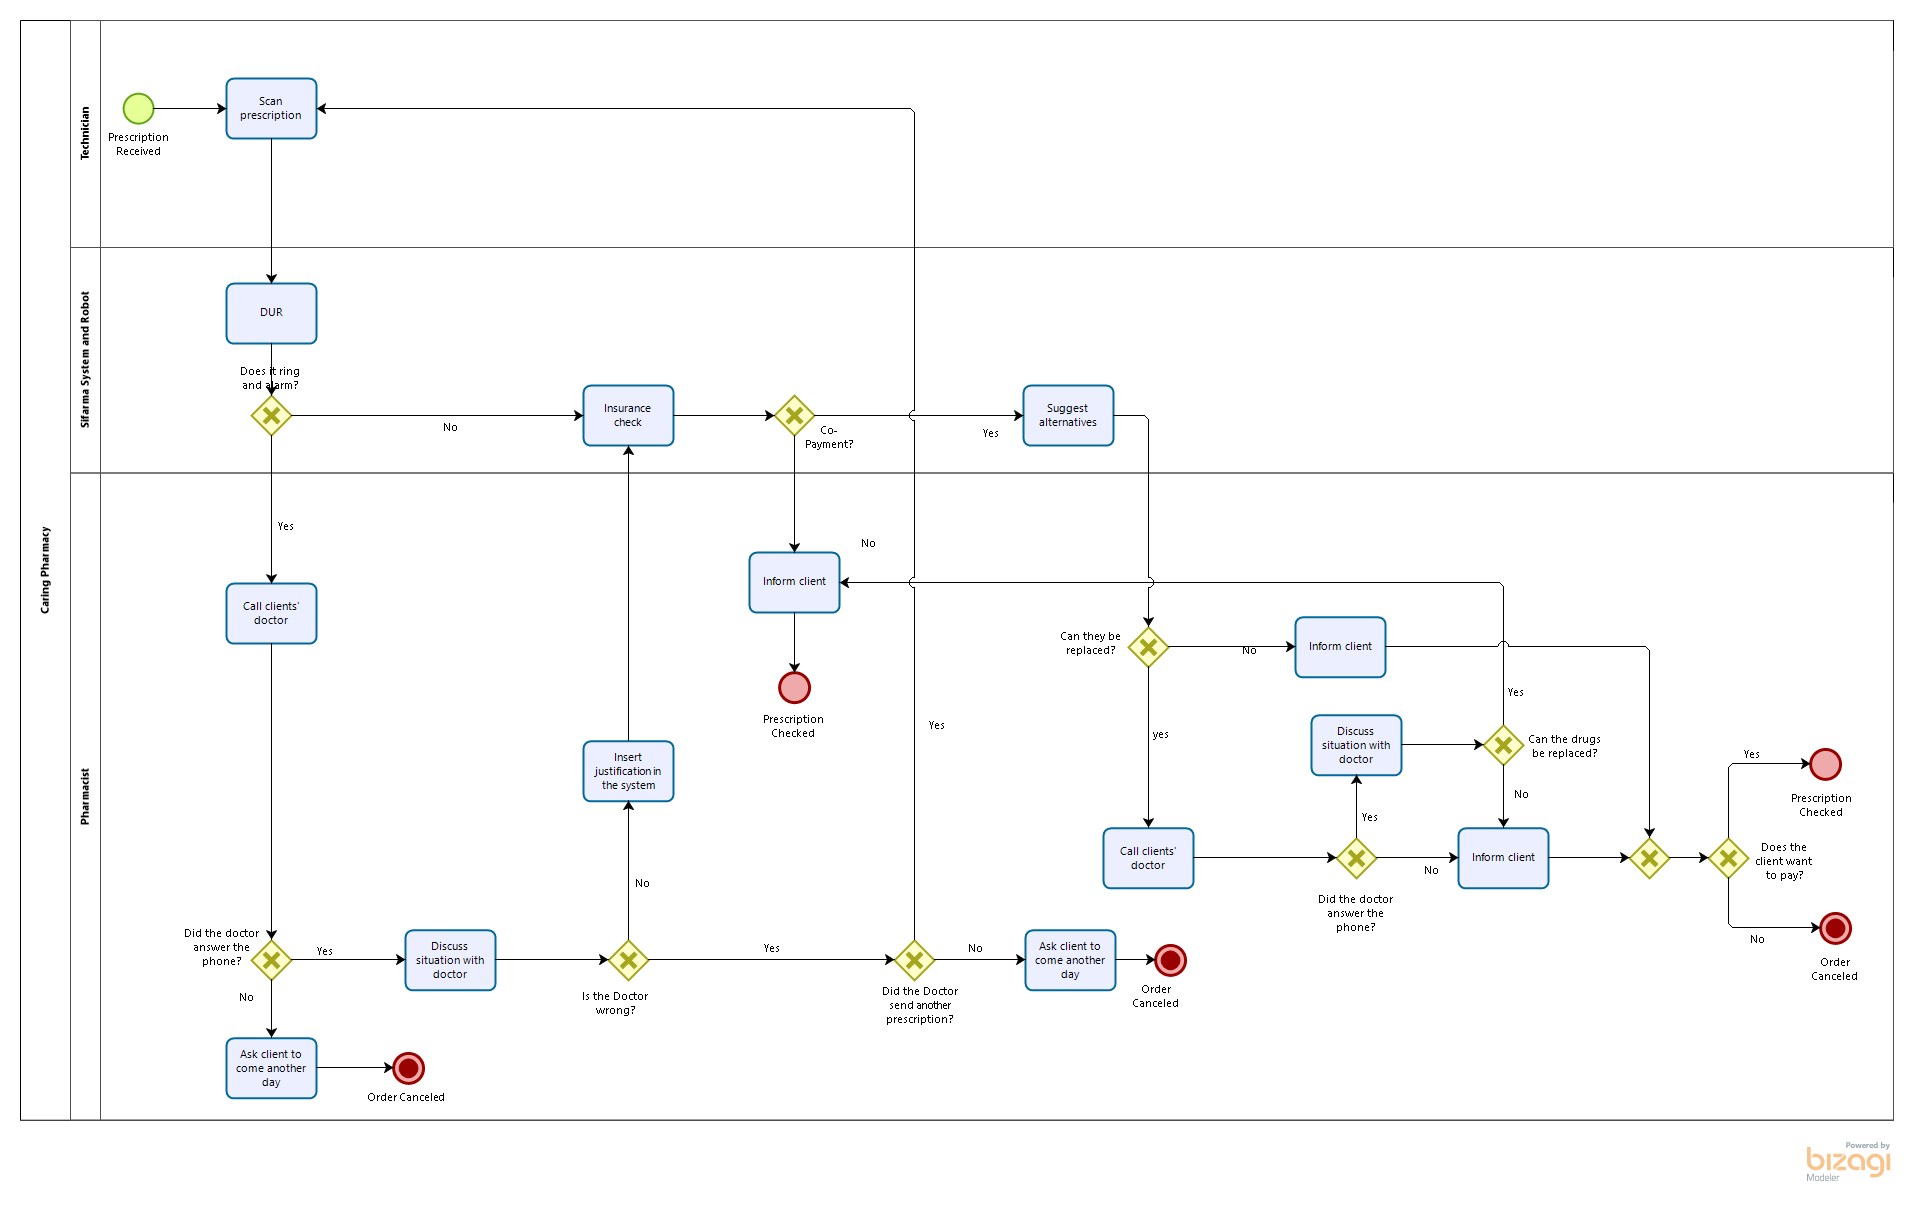 Caring Pharmacy
Technician
Prescription
Received
Scan
prescription
Sifarma System and Robot
DUR
Does it ring
and alarm?
No
Insurance
check
Co-
Payment?
Yes
Suggest
alternatives
Pharmacist
Yes
Call clients'
doctor
No
Inform client
Prescription
Checked
Can they be
replaced?
No
Inform client
Yes
yes
Yes
Discuss
situation with
doctor
Can the drugs
be replaced?
Yes
Prescription
Checked
Insert
justification in
the system
No
Yes
Call clients'
doctor
No
Inform client
Does the
client want
to pay?
No
Did the doctor
answer the
phone?
No
Order
Canceled
Did the doctor
answer the
phone?
Yes
Discuss
situation with
doctor
Yes
No
Ask client to
come another
day
Order
Canceled
Is the Doctor
wrong?
Did the Doctor
send another
prescription?
No
Ask client to
come another
day
Order Canceled
Powered by
bizagi
Modeler